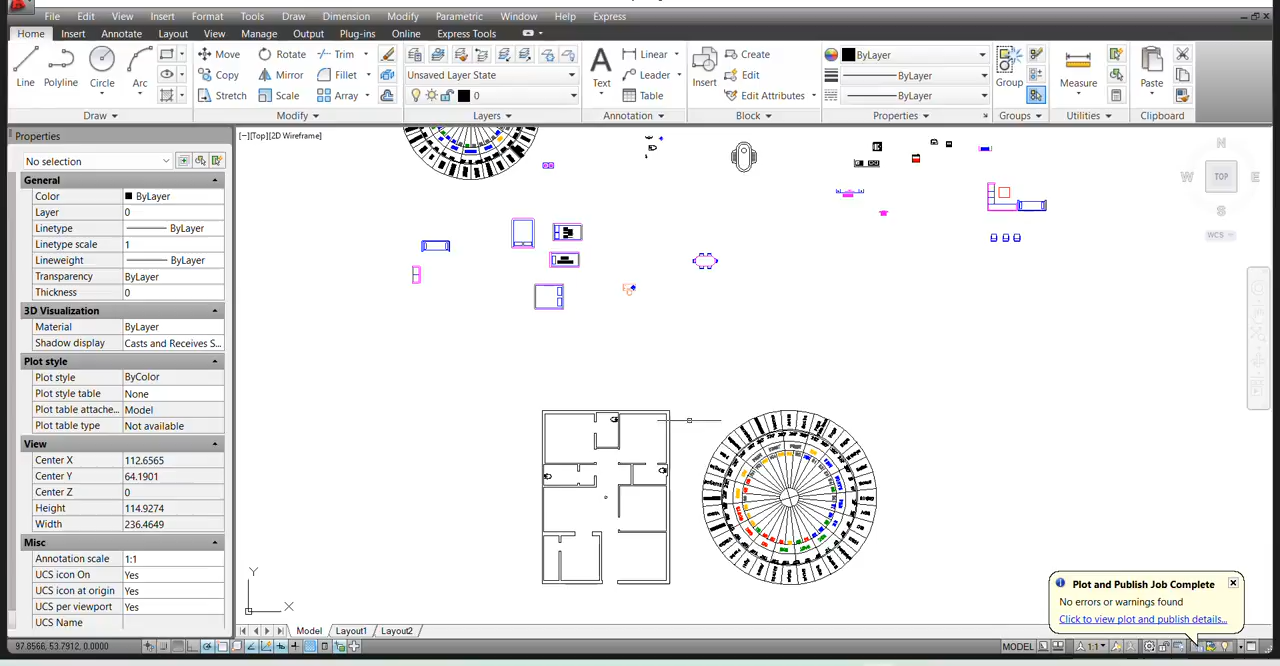 File Edit View Insert Format Tools Draw Dimension Modify Parametric Window Help Express
Home Insert Annotate Layout View Manage Output Plug-ins Online Express Tools
Line Polyline Circle Arc
Move Rotate Trim
Copy Mirror Fillet
Stretch Scale Array
Unsaved Layer State
0
Text Linear
Leader
Table
Insert Create
Edit
Edit Attributes
ByLayer
ByLayer
ByLayer
Group Measure Paste
Draw Modify Layers Annotation Block Properties Groups Utilities Clipboard
Properties
No selection
General
Color ByLayer
Layer 0
Linetype ByLayer
Linetype scale 1
Lineweight ByLayer
Transparency ByLayer
Thickness 0
3D Visualization
Material ByLayer
Shadow display Casts and Receives S...
Plot style
Plot style ByColor
Plot style table None
Plot table attache... Model
Plot table type Not available
View
Center X 112.6565
Center Y 64.1901
Center Z 0
Height 114.9274
Width 236.4649
Misc
Annotation scale 1:1
UCS icon On Yes
UCS icon at origin Yes
UCS per viewport Yes
UCS Name
[−][Top][2D Wireframe]
N
W TOP E
S
WCS
Y
X
Plot and Publish Job Complete
No errors or warnings found
Click to view plot and publish details...
Model Layout1 Layout2
97.8566, 53.7912, 0.0000
MODEL 1:1